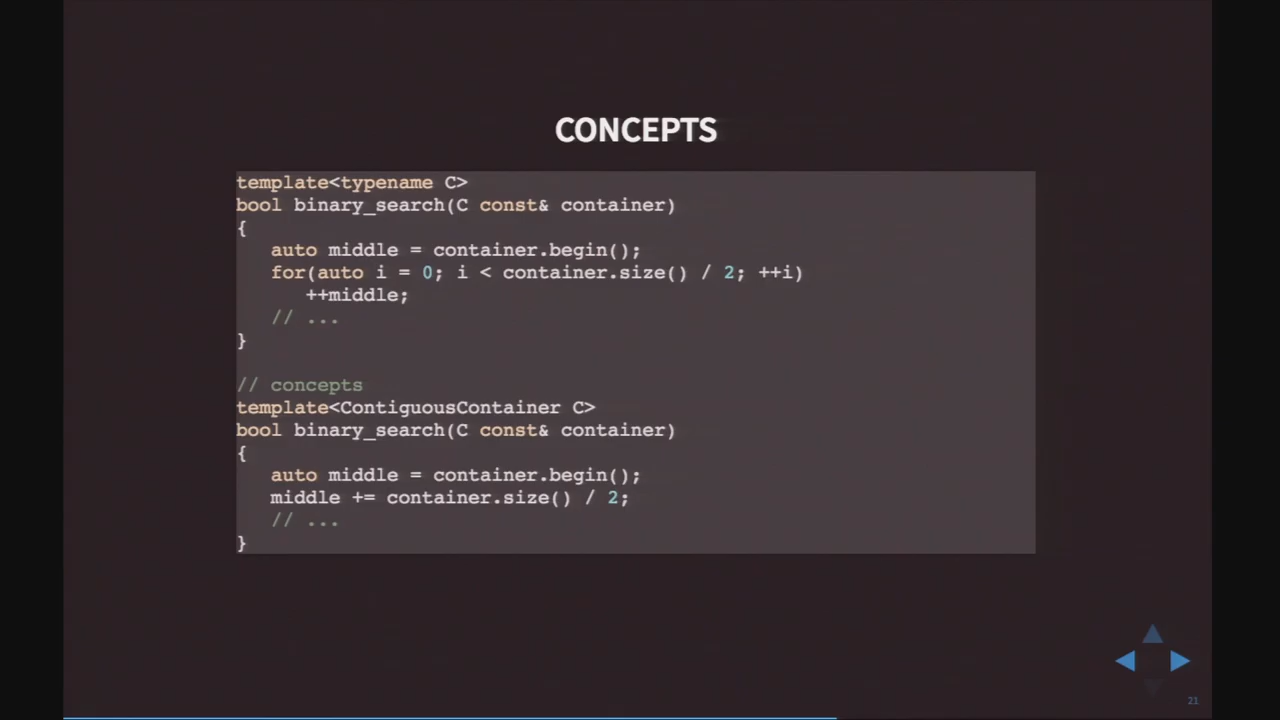 CONCEPTS
template<typename C>
bool binary_search(C const& container)
{
   auto middle = container.begin();
   for(auto i = 0; i < container.size() / 2; ++i)
      ++middle;
   // ...
}
// concepts
template<ContiguousContainer C>
bool binary_search(C const& container)
{
   auto middle = container.begin();
   middle += container.size() / 2;
   // ...
}
21